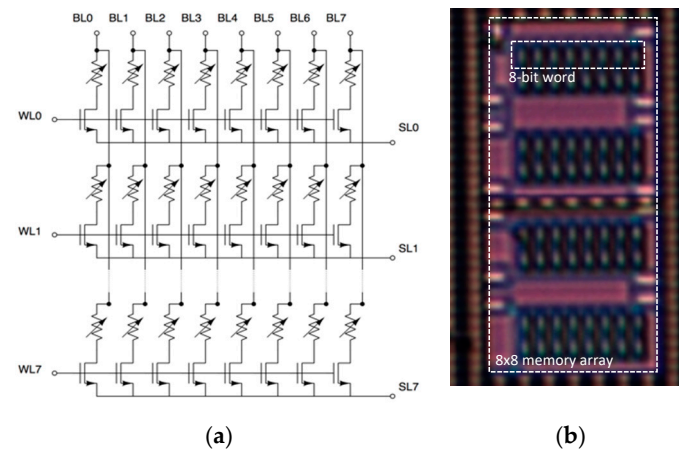 BL0 BL1 BL2 BL3 BL4 BL5 BL6 BL7
WL0
SL0
WL1
SL1
WL7
SL7
8-bit word
8x8 memory array
(a)
(b)